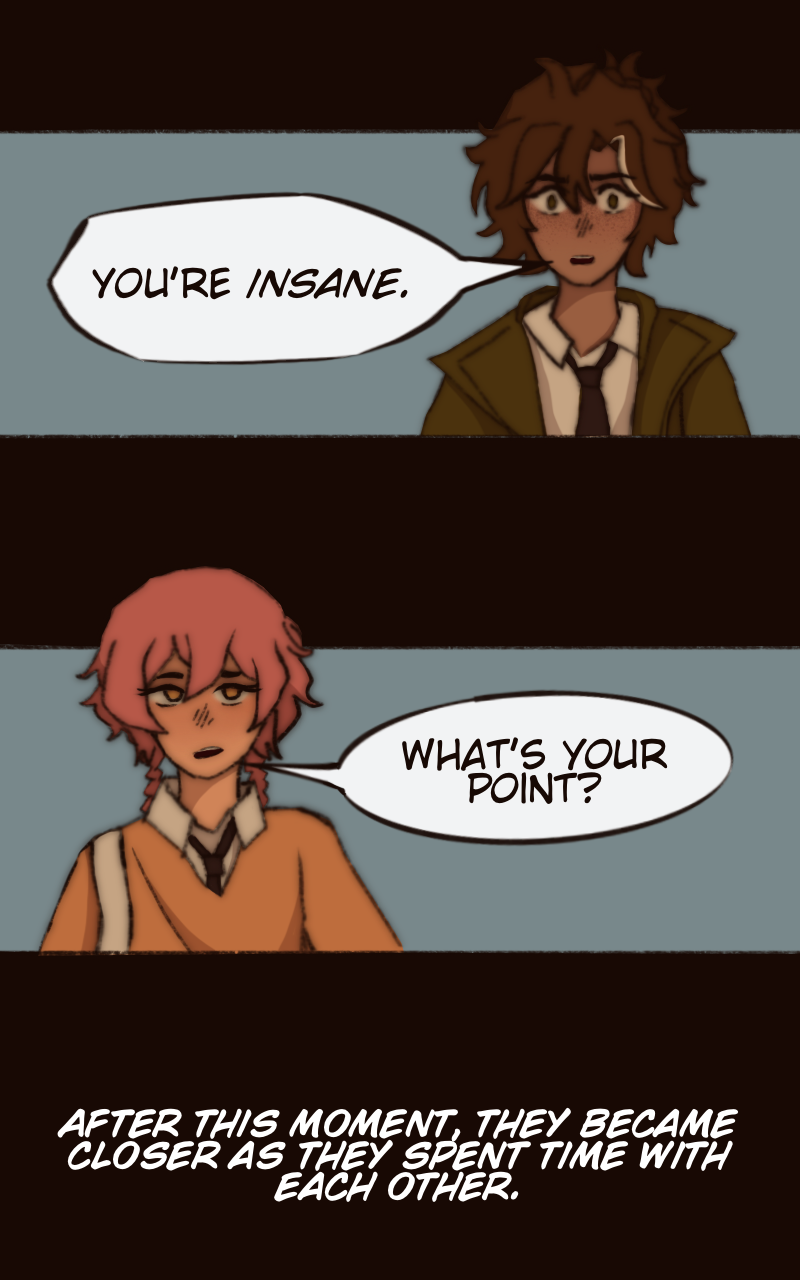 YOU'RE INSANE.
WHAT'S YOUR
POINT?
AFTER THIS MOMENT, THEY BECAME
CLOSER AS THEY SPENT TIME WITH
EACH OTHER.